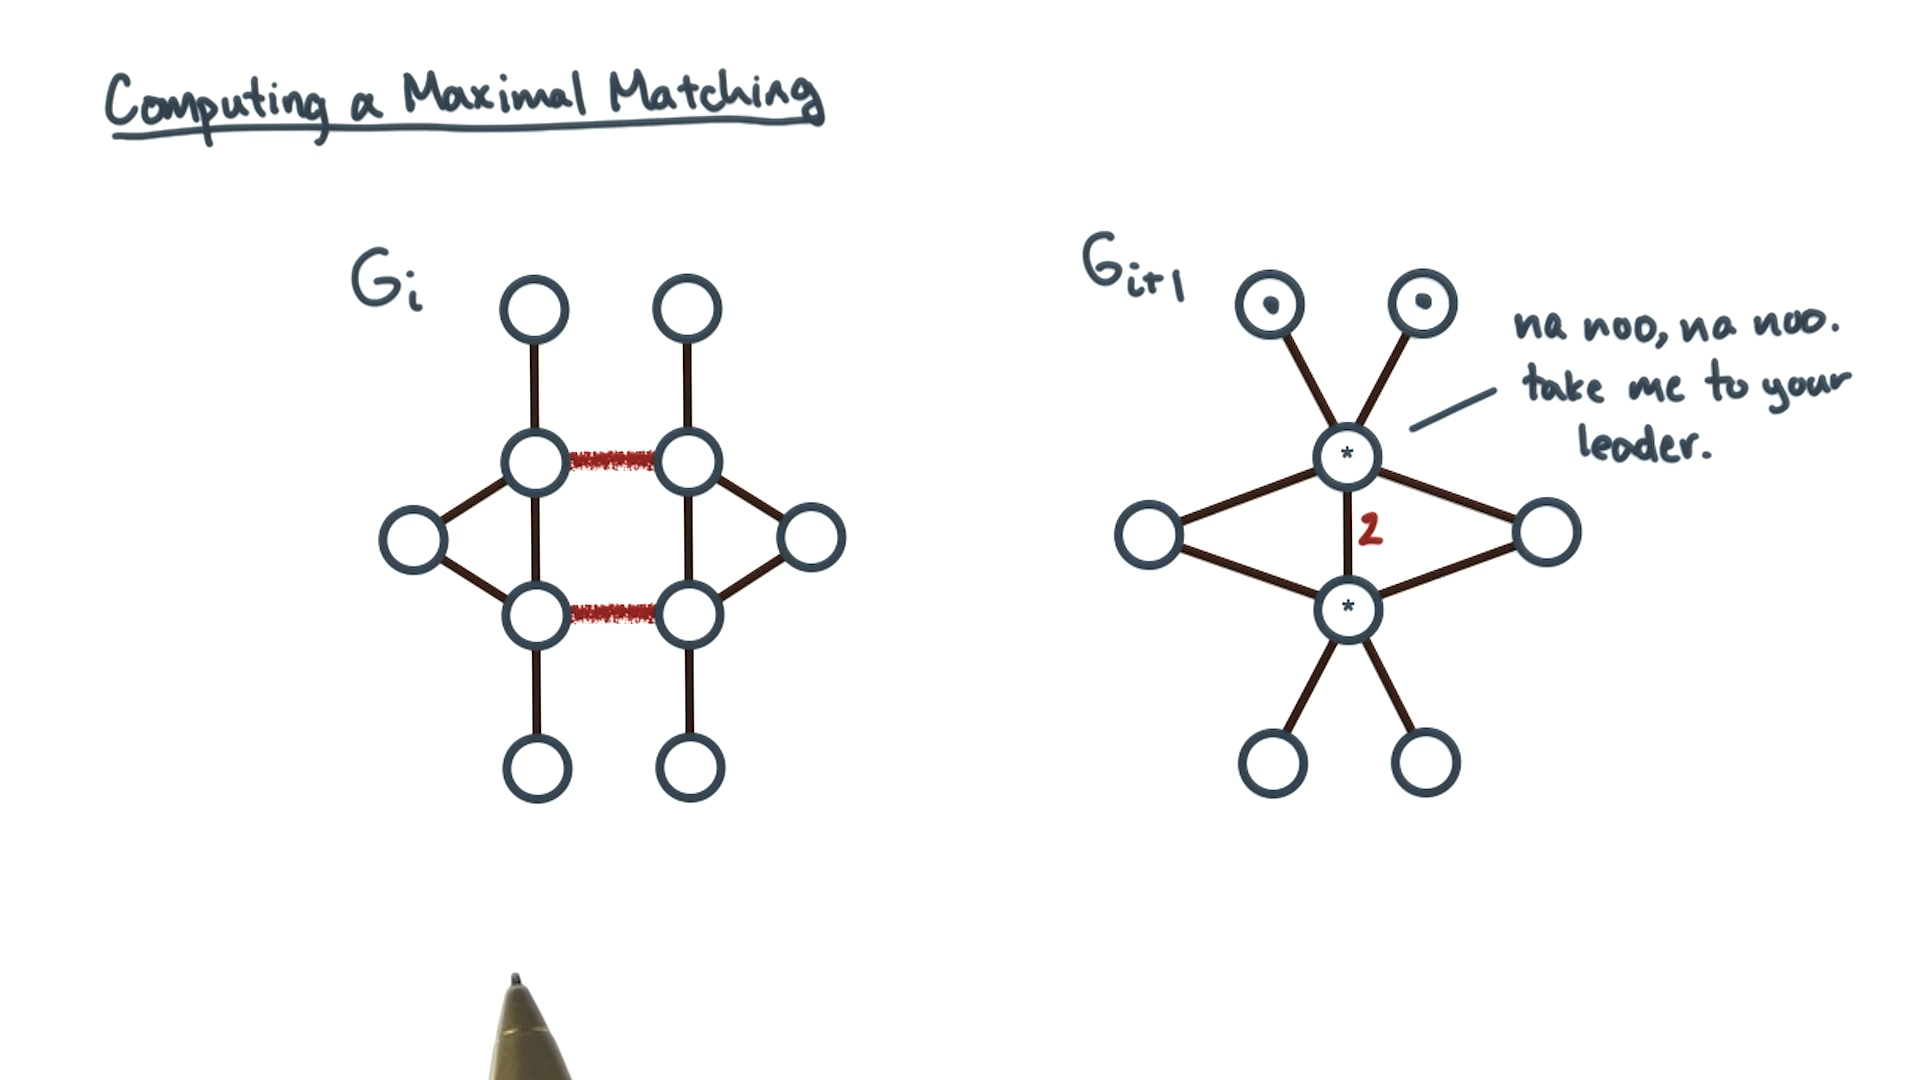 Computing a Maximal Matching
Gi
Gi+1
na noo, na noo.
take me to your
leader.
*
2
*